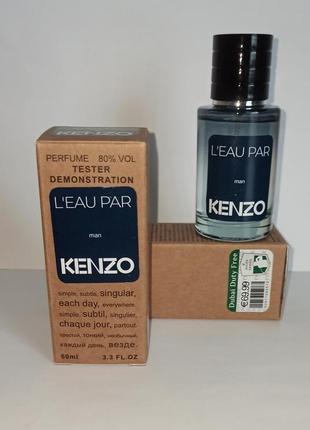 PERFUME 80% VOL
TESTER
DEMONSTRATION
L'EAU PAR
man
KENZO
simple, subtle, singular,
each day, everywhere.
simple, subtil, singulier,
chaque jour, partout.
простой, тонкий, необычный,
каждый день, везде.
60ml 3.3 FL.OZ
L'EAU PAR
man
KENZO
Dubai Duty Free
€69.99